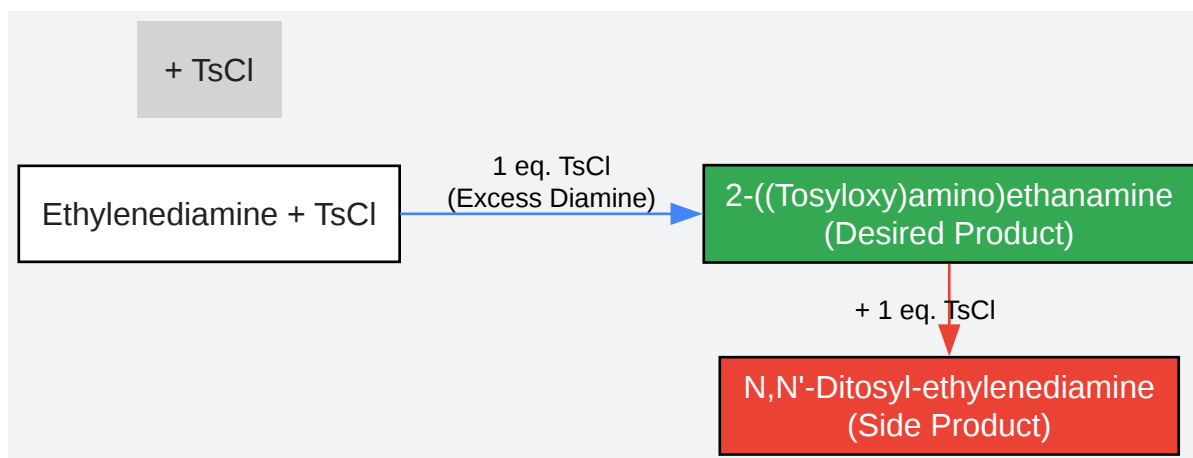 + TsCl
1 eq. TsCl
(Excess Diamine)
Ethylenediamine + TsCl
2-((Tosyloxy)amino)ethanamine
(Desired Product)
+ 1 eq. TsCl
N,N'-Ditosyl-ethylenediamine
(Side Product)